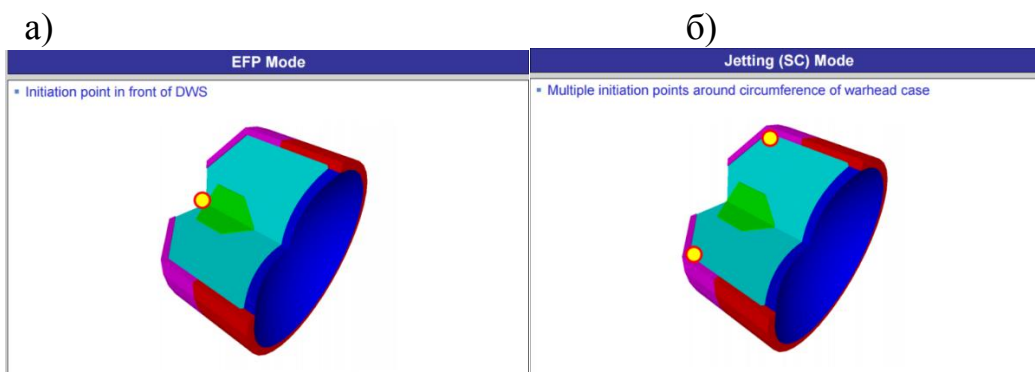 а)
б)
EFP Mode
Initiation point in front of DWS
Jetting (SC) Mode
Multiple initiation points around circumference of warhead case